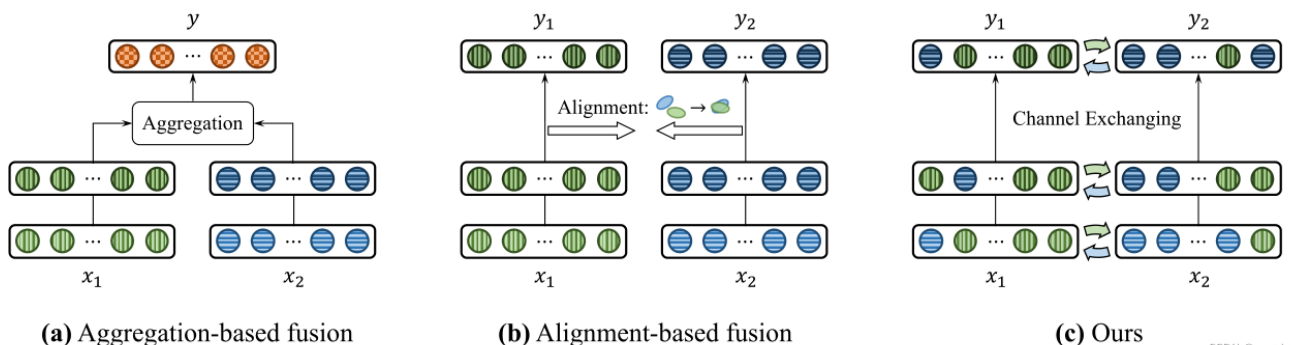 y
y₁
y₂
y₁
y₂
Aggregation
Alignment:
Channel Exchanging
x₁
x₂
x₁
x₂
x₁
x₂
(a) Aggregation-based fusion
(b) Alignment-based fusion
(c) Ours